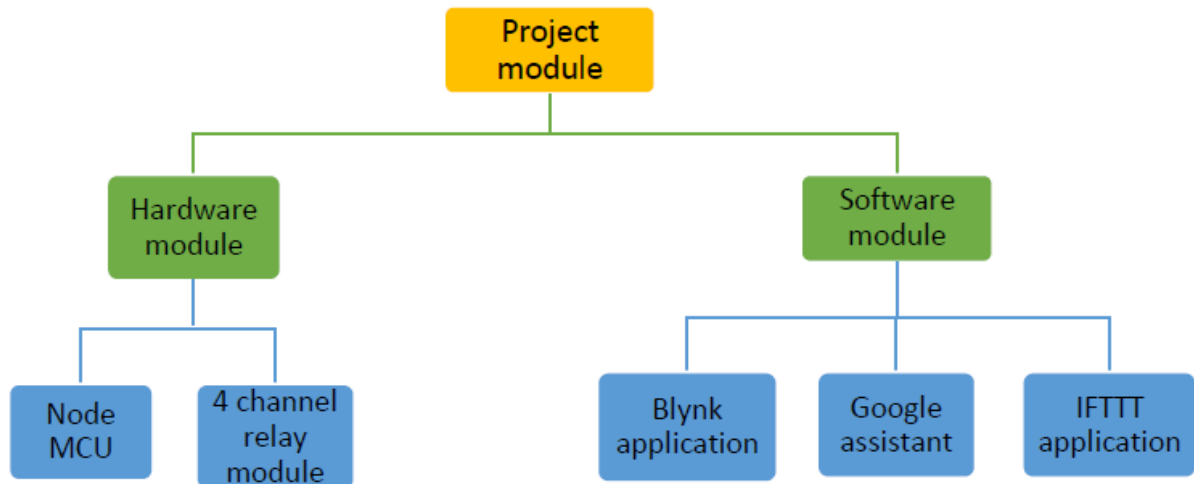 Project
module
Hardware
module
Software
module
Node
MCU
4 channel
relay
module
Blynk
application
Google
assistant
IFTTT
application